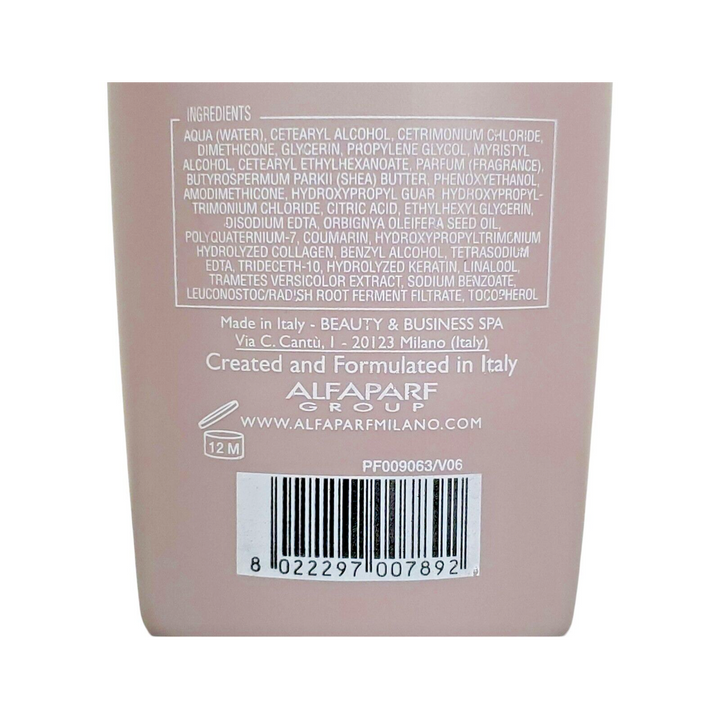 INGREDIENTS
AQUA (WATER), CETEARYL ALCOHOL, CETRIMONIUM CHLORIDE,
DIMETHICONE, GLYCERIN, PROPYLENE GLYCOL, MYRISTYL
ALCOHOL, CETEARYL ETHYLHEXANOATE, PARFUM (FRAGRANCE),
BUTYROSPERMUM PARKII (SHEA) BUTTER, PHENOXYETHANOL,
AMODIMETHICONE, HYDROXYPROPYL GUAR HYDROXYPROPYL-
TRIMONIUM CHLORIDE, CITRIC ACID, ETHYLHEXYLGLYCERIN,
DISODIUM EDTA, ORBIGNYA OLEIFERA SEED OIL,
POLYQUATERNIUM-7, COUMARIN, HYDROXYPROPYLTRIMONIUM
HYDROLYZED COLLAGEN, BENZYL ALCOHOL, TETRASODIUM
EDTA, TRIDECETH-10, HYDROLYZED KERATIN, LINALOOL,
TRAMETES VERSICOLOR EXTRACT, SODIUM BENZOATE,
LEUCONOSTOC/RADISH ROOT FERMENT FILTRATE, TOCOPHEROL
Made in Italy - BEAUTY & BUSINESS SPA
Via C. Cantù, 1 - 20123 Milano (Italy)
Created and Formulated in Italy
ALFAPARF
GROUP
WWW.ALFAPARFMILANO.COM
12 M
PF009063/V06
8 022297 007892